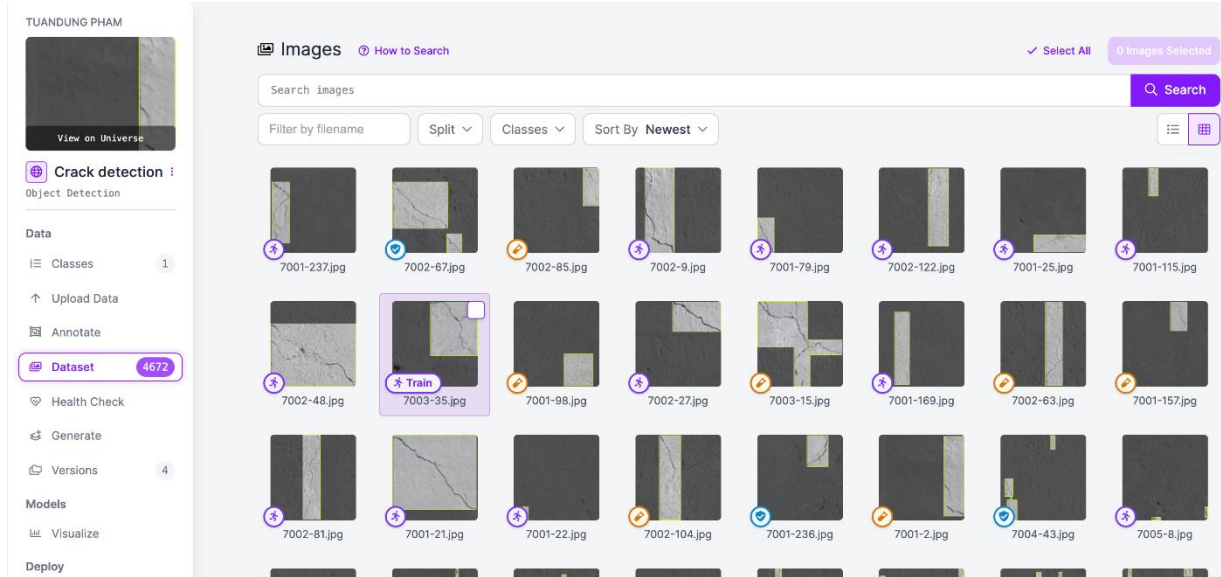 TUANDUNG PHAM
View on Universe
Crack detection
Object Detection
Data
Classes 1
Upload Data
Annotate
Dataset 4672
Health Check
Generate
Versions 4
Models
Visualize
Deploy
Images How to Search Select All 0 Images Selected
Search images Search
Filter by filename Split Classes Sort By Newest
7001-237.jpg 7002-67.jpg 7002-85.jpg 7002-9.jpg 7001-79.jpg 7002-122.jpg 7001-25.jpg 7001-115.jpg
Train
7002-48.jpg 7003-35.jpg 7001-98.jpg 7002-27.jpg 7003-15.jpg 7001-169.jpg 7002-63.jpg 7001-157.jpg
7002-81.jpg 7001-21.jpg 7001-22.jpg 7002-104.jpg 7001-236.jpg 7001-2.jpg 7004-43.jpg 7005-8.jpg